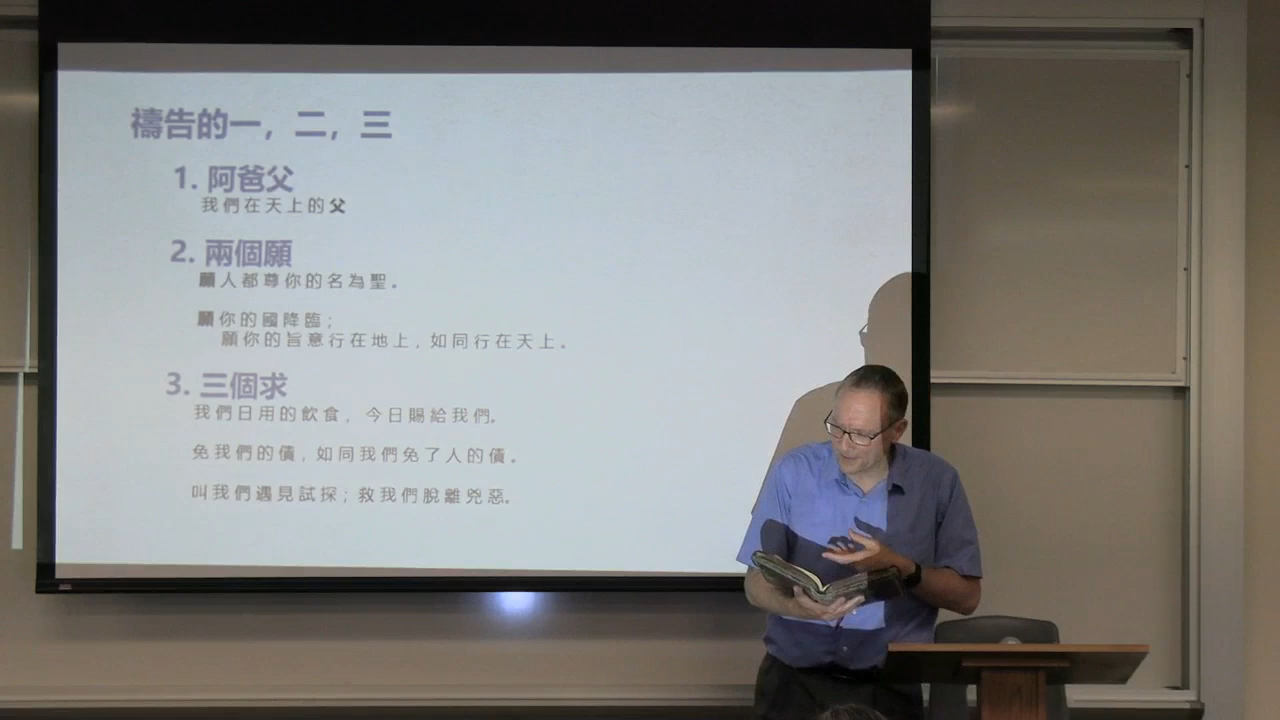 禱告的一，二，三
1. 阿爸父
我們在天上的父
2. 兩個願
願人都尊你的名為聖。
願你的國降臨；
願你的旨意行在地上，如同行在天上。
3. 三個求
我們日用的飲食，今日賜給我們。
免我們的債，如同我們免了人的債。
叫我們遇見試探；救我們脫離兇惡。